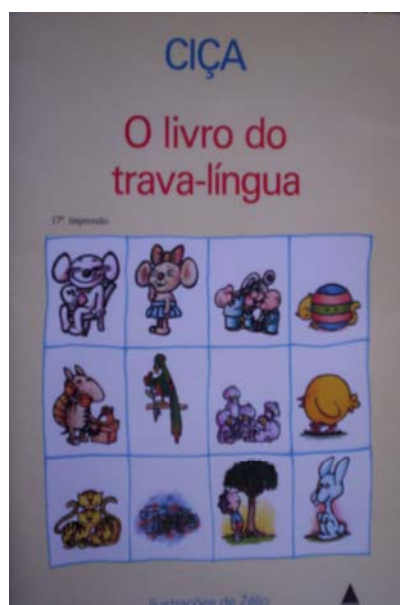 CIÇA
O livro do
trava-língua
17ª impressão
Ilustrações de Zélio